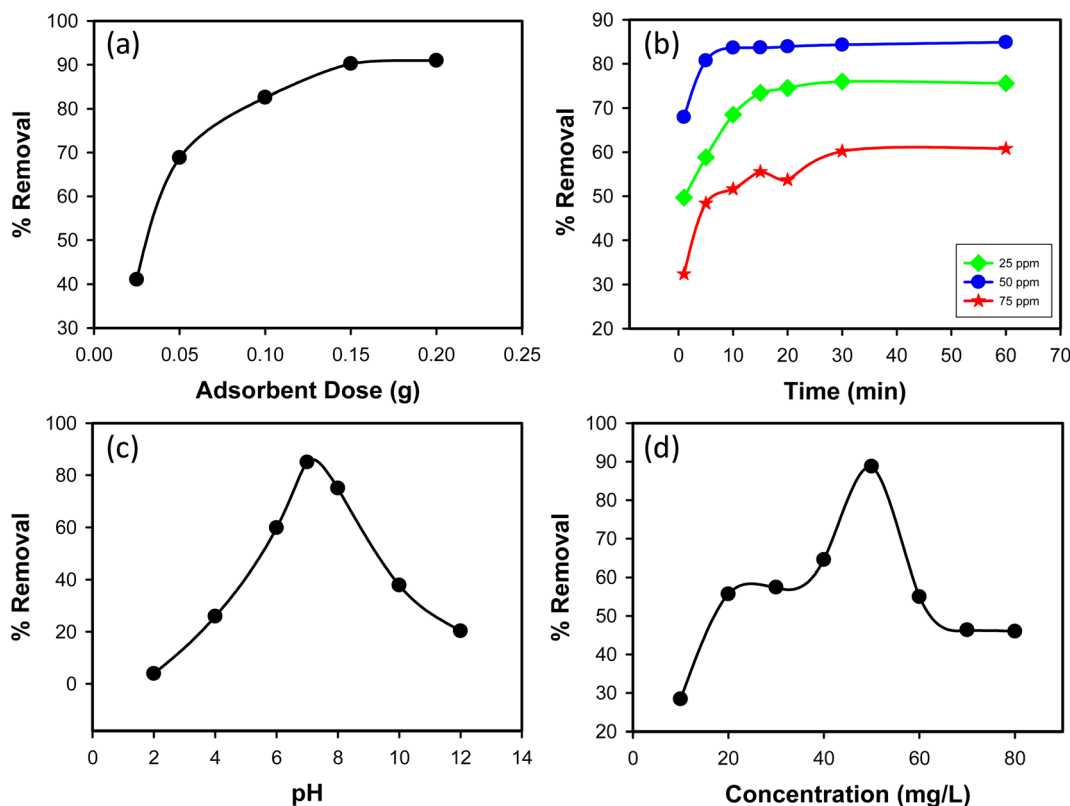 (a)
% Removal
100
90
80
70
60
50
40
30
0.00 0.05 0.10 0.15 0.20 0.25
Adsorbent Dose (g)
(b)
% Removal
90
80
70
60
50
40
30
20
25 ppm
50 ppm
75 ppm
0 10 20 30 40 50 60 70
Time (min)
(c)
% Removal
100
80
60
40
20
0
0 2 4 6 8 10 12 14
pH
(d)
% Removal
100
90
80
70
60
50
40
30
20
20 40 60 80
Concentration (mg/L)